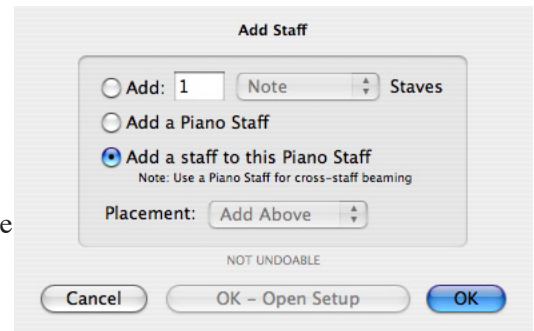 Add Staff
Add: 1 Note Staves
Add a Piano Staff
Add a staff to this Piano Staff
Note: Use a Piano Staff for cross-staff beaming
e
Placement: Add Above
NOT UNDOABLE
Cancel OK - Open Setup OK